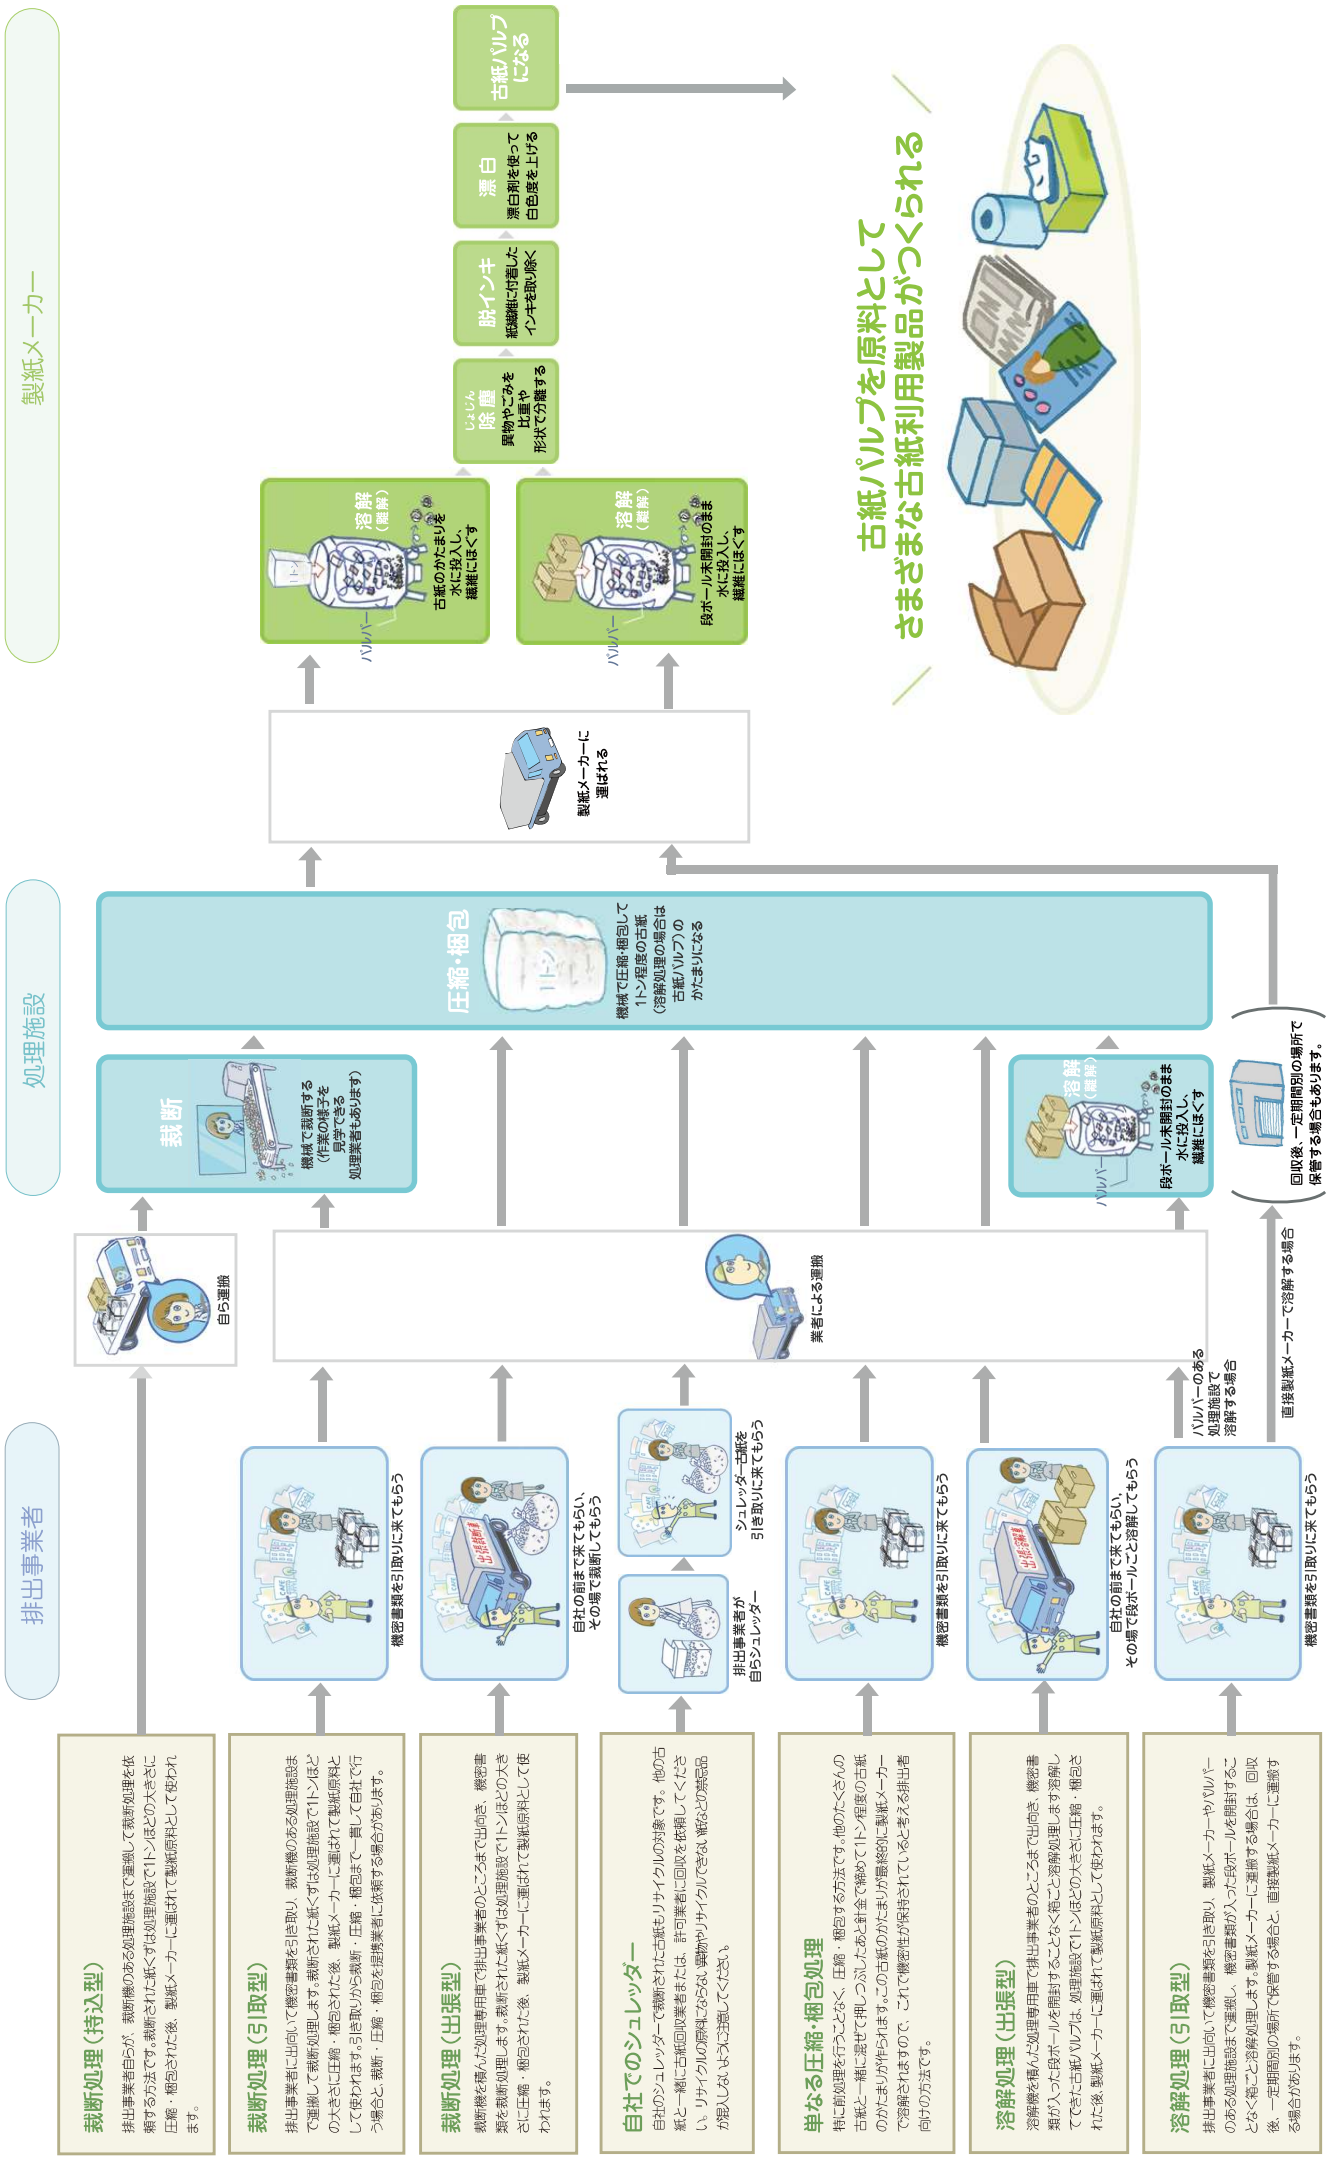 排出事業者
処理施設
製紙メーカー
裁断処理（持込型）
排出事業者自らが、裁断機のある処理施設まで運搬して裁断処理を依
頼する方法です。裁断された紙くずは処理施設で1トンほどの大きさに
圧縮・梱包された後、製紙メーカーに運ばれて製紙原料として使われ
ます。
自ら運搬
裁断
機械で裁断する
（作業の様子を
見学できる
処理業者もあります）
裁断処理（引取型）
排出事業者に出向いて機密書類を引き取り、裁断機のある処理施設ま
で運搬して裁断処理します。裁断された紙くずは処理施設で1トンほど
の大きさに圧縮・梱包された後、製紙メーカーに運ばれて製紙原料と
して使われます。引き取りから裁断・圧縮・梱包まで一貫して自社で行
う場合と、裁断・圧縮・梱包を提携業者に依頼する場合があります。
CAFE
機密書類を引取りに来てもらう
裁断処理（出張型）
裁断機を積んだ処理専用車で排出事業者のところまで出向き、機密書
類を裁断処理します。裁断された紙くずは処理施設で1トンほどの大き
さに圧縮・梱包された後、製紙メーカーに運ばれて製紙原料として使
われます。
出張裁断車
自社の前まで来てもらい、
その場で裁断してもらう
自社でのシュレッダー
自社のシュレッダーで裁断された古紙もリサイクルの対象です。他の古
紙と一緒に古紙回収業者または、許可業者に回収を依頼してくださ
い。リサイクルの原料にならない異物やリサイクルできない紙などの禁忌品
が混入しないように注意してください。
排出事業者が
自らシュレッダー
シュレッダー古紙を
引き取りに来てもらう
単なる圧縮・梱包処理
特に前処理を行うことなく、圧縮・梱包する方法です。他のたくさんの
古紙と一緒に混ぜて押しつぶしたあと針金で締めて1トン程度の古紙
のかたまりが作られます。この古紙のかたまりが最終的に製紙メーカー
で溶解されますので、これで機密性が保持されていると考える排出者
向けの方法です。
CAFE
機密書類を引取りに来てもらう
溶解処理（出張型）
溶解機を積んだ処理専用車で排出事業者のところまで出向き、機密書
類が入った段ボールを開封することなく箱ごと溶解処理します溶解し
てできた古紙パルプは、処理施設で1トンほどの大きさに圧縮・梱包さ
れた後、製紙メーカーに運ばれて製紙原料として使われます。
出張溶解車
自社の前まで来てもらい、
その場で段ボールごと溶解してもらう
溶解処理（引取型）
排出事業者に出向いて機密書類を引き取り、製紙メーカーやパルパー
のある処理施設まで運搬し、機密書類が入った段ボールを開封するこ
となく箱ごと溶解処理します。製紙メーカーに運搬する場合は、回収
後、一定期間別の場所で保管する場合と、直接製紙メーカーに運搬す
る場合があります。
CAFE
機密書類を引取りに来てもらう
パルパーのある
処理施設で
溶解する場合
直接製紙メーカーで溶解する場合
業者による運搬
溶解
（離解）
パルパー
段ボール未開封のまま
水に投入し、
繊維にほぐす
回収後、一定期間別の場所で
保管する場合もあります。
圧縮・梱包
1トン
機械で圧縮・梱包して
1トン程度の古紙
（溶解処理の場合は
古紙パルプ）の
かたまりになる
製紙メーカーに
運ばれる
溶解
（離解）
1トン
パルパー
古紙のかたまりを
水に投入し、
繊維にほぐす
溶解
（離解）
パルパー
段ボール未開封のまま
水に投入し、
繊維にほぐす
じょじん
除塵
異物やごみを
比重や
形状で分離する
脱インキ
紙繊維に付着した
インキを取り除く
漂白
漂白剤を使って
白色度を上げる
古紙パルプ
になる
古紙パルプを原料として
さまざまな古紙利用製品がつくられる